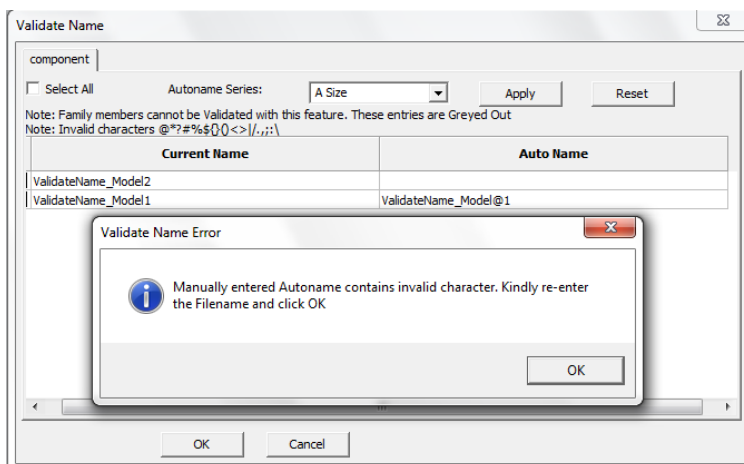 Validate Name
component
Select All Autoname Series: A Size Apply Reset
Note: Family members cannot be Validated with this feature. These entries are Greyed Out
Note: Invalid characters @*?#%${}()<>|/.,;:\
Current Name Auto Name
ValidateName_Model2
ValidateName_Model1 ValidateName_Model@1
Validate Name Error
Manually entered Autoname contains invalid character. Kindly re-enter
the Filename and click OK
OK
OK Cancel